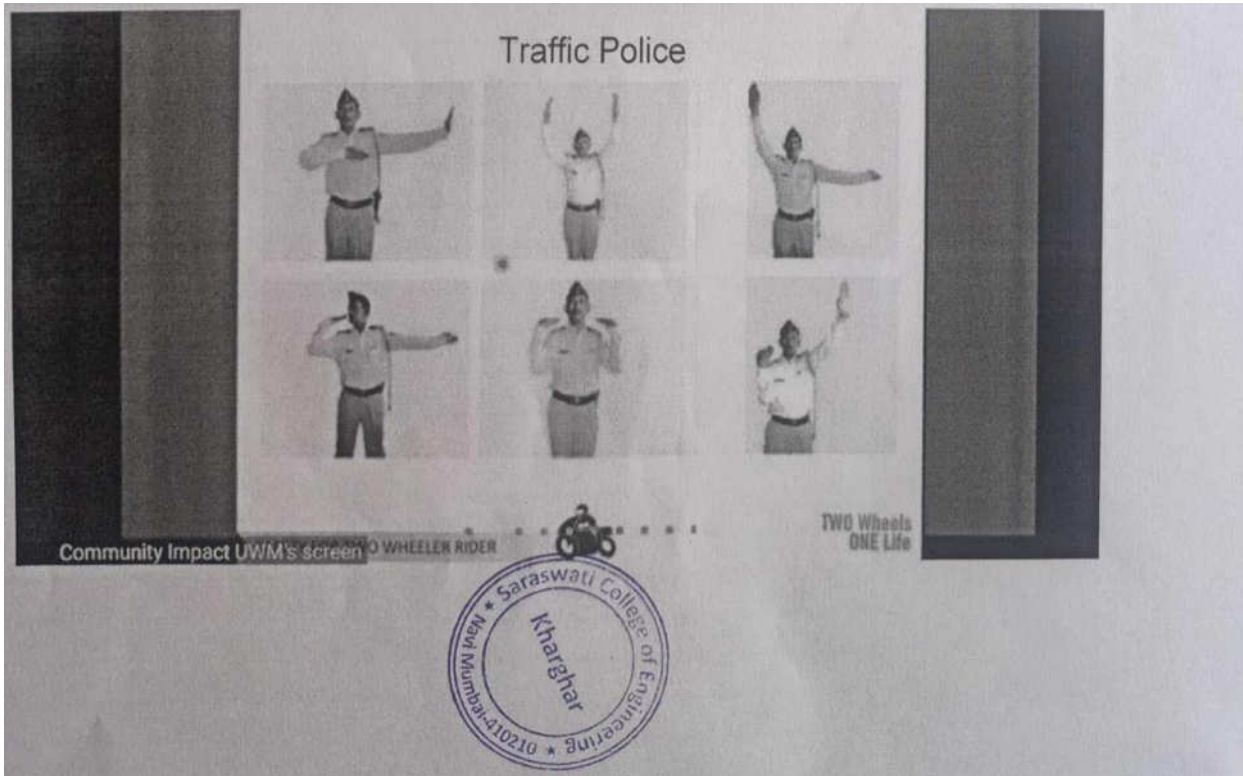 Traffic Police
TWO Wheels
ONE Life
WO WHEELER RIDER
Community Impact UWM's screen
★ Saraswati College of Engineering ★ Navi Mumbai-410210
Kharghar